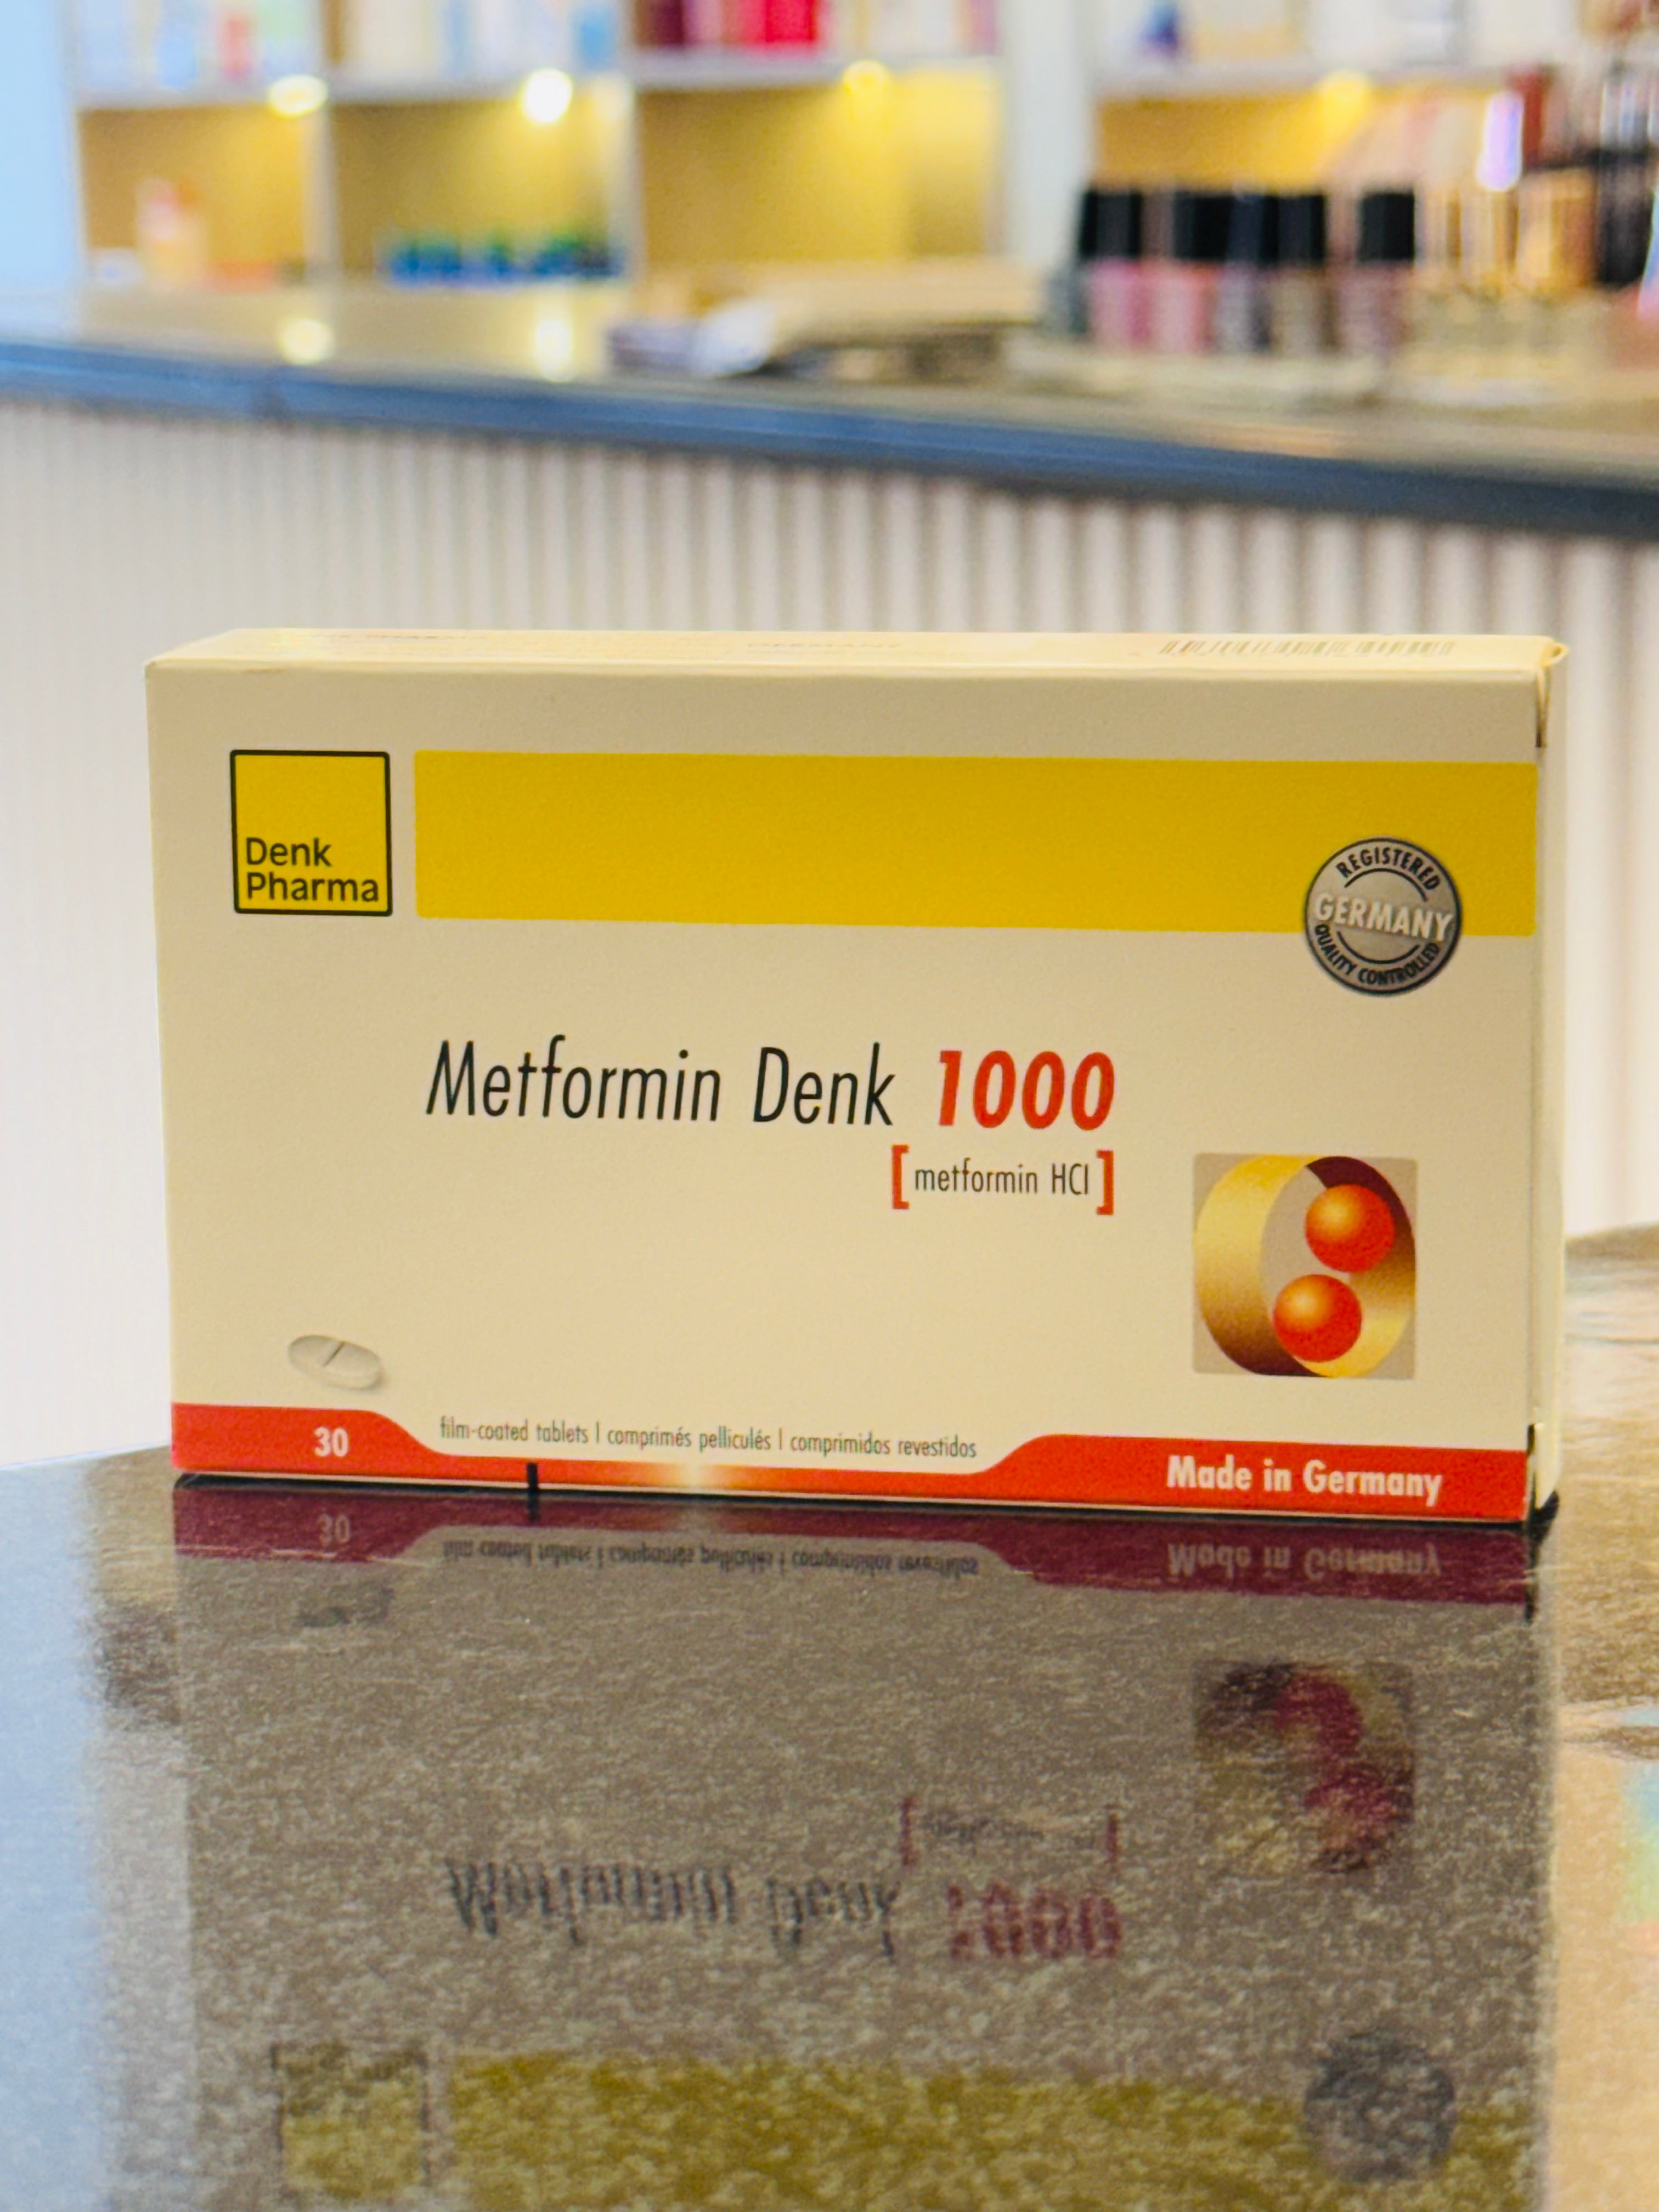 Denk
Pharma
REGISTERED
GERMANY
QUALITY CONTROLLED
Metformin Denk 1000
[metformin HCl]
30
film-coated tablets | comprimés pelliculés | comprimidos revestidos
Made in Germany